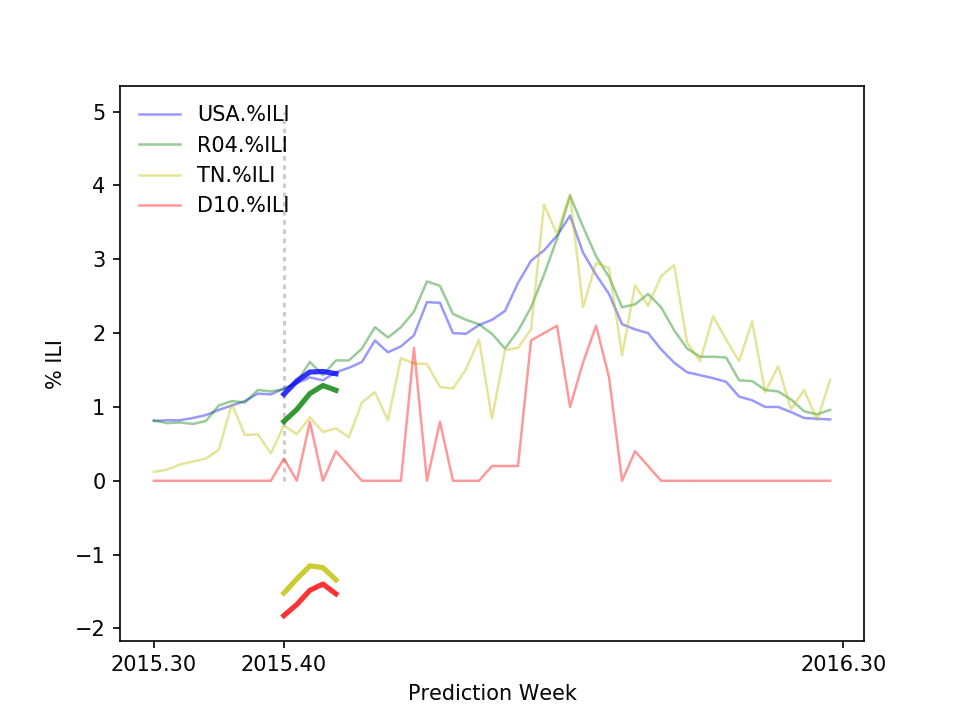 5
4
3
2
1
0
−1
−2
% ILI
USA.%ILI
R04.%ILI
TN.%ILI
D10.%ILI
2015.30
2015.40
2016.30
Prediction Week